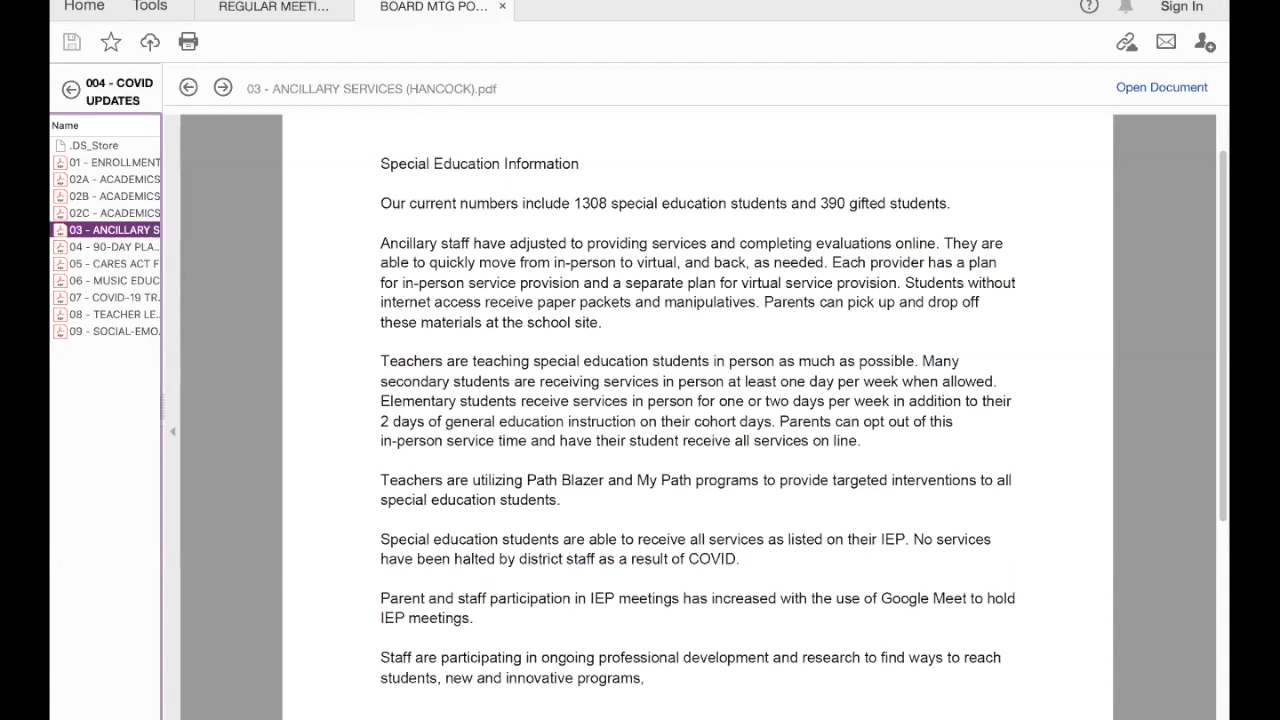 Home Tools REGULAR MEETI... BOARD MTG PO... × Sign In
004 - COVID UPDATES
03 - ANCILLARY SERVICES (HANCOCK).pdf Open Document
Name
.DS_Store
01 - ENROLLMENT
02A - ACADEMICS
02B - ACADEMICS
02C - ACADEMICS
03 - ANCILLARY S
04 - 90-DAY PLA...
05 - CARES ACT F
06 - MUSIC EDUC
07 - COVID-19 TR...
08 - TEACHER LE...
09 - SOCIAL-EMO...
Special Education Information
Our current numbers include 1308 special education students and 390 gifted students.
Ancillary staff have adjusted to providing services and completing evaluations online. They are
able to quickly move from in-person to virtual, and back, as needed. Each provider has a plan
for in-person service provision and a separate plan for virtual service provision. Students without
internet access receive paper packets and manipulatives. Parents can pick up and drop off
these materials at the school site.
Teachers are teaching special education students in person as much as possible. Many
secondary students are receiving services in person at least one day per week when allowed.
Elementary students receive services in person for one or two days per week in addition to their
2 days of general education instruction on their cohort days. Parents can opt out of this
in-person service time and have their student receive all services on line.
Teachers are utilizing Path Blazer and My Path programs to provide targeted interventions to all
special education students.
Special education students are able to receive all services as listed on their IEP. No services
have been halted by district staff as a result of COVID.
Parent and staff participation in IEP meetings has increased with the use of Google Meet to hold
IEP meetings.
Staff are participating in ongoing professional development and research to find ways to reach
students, new and innovative programs,